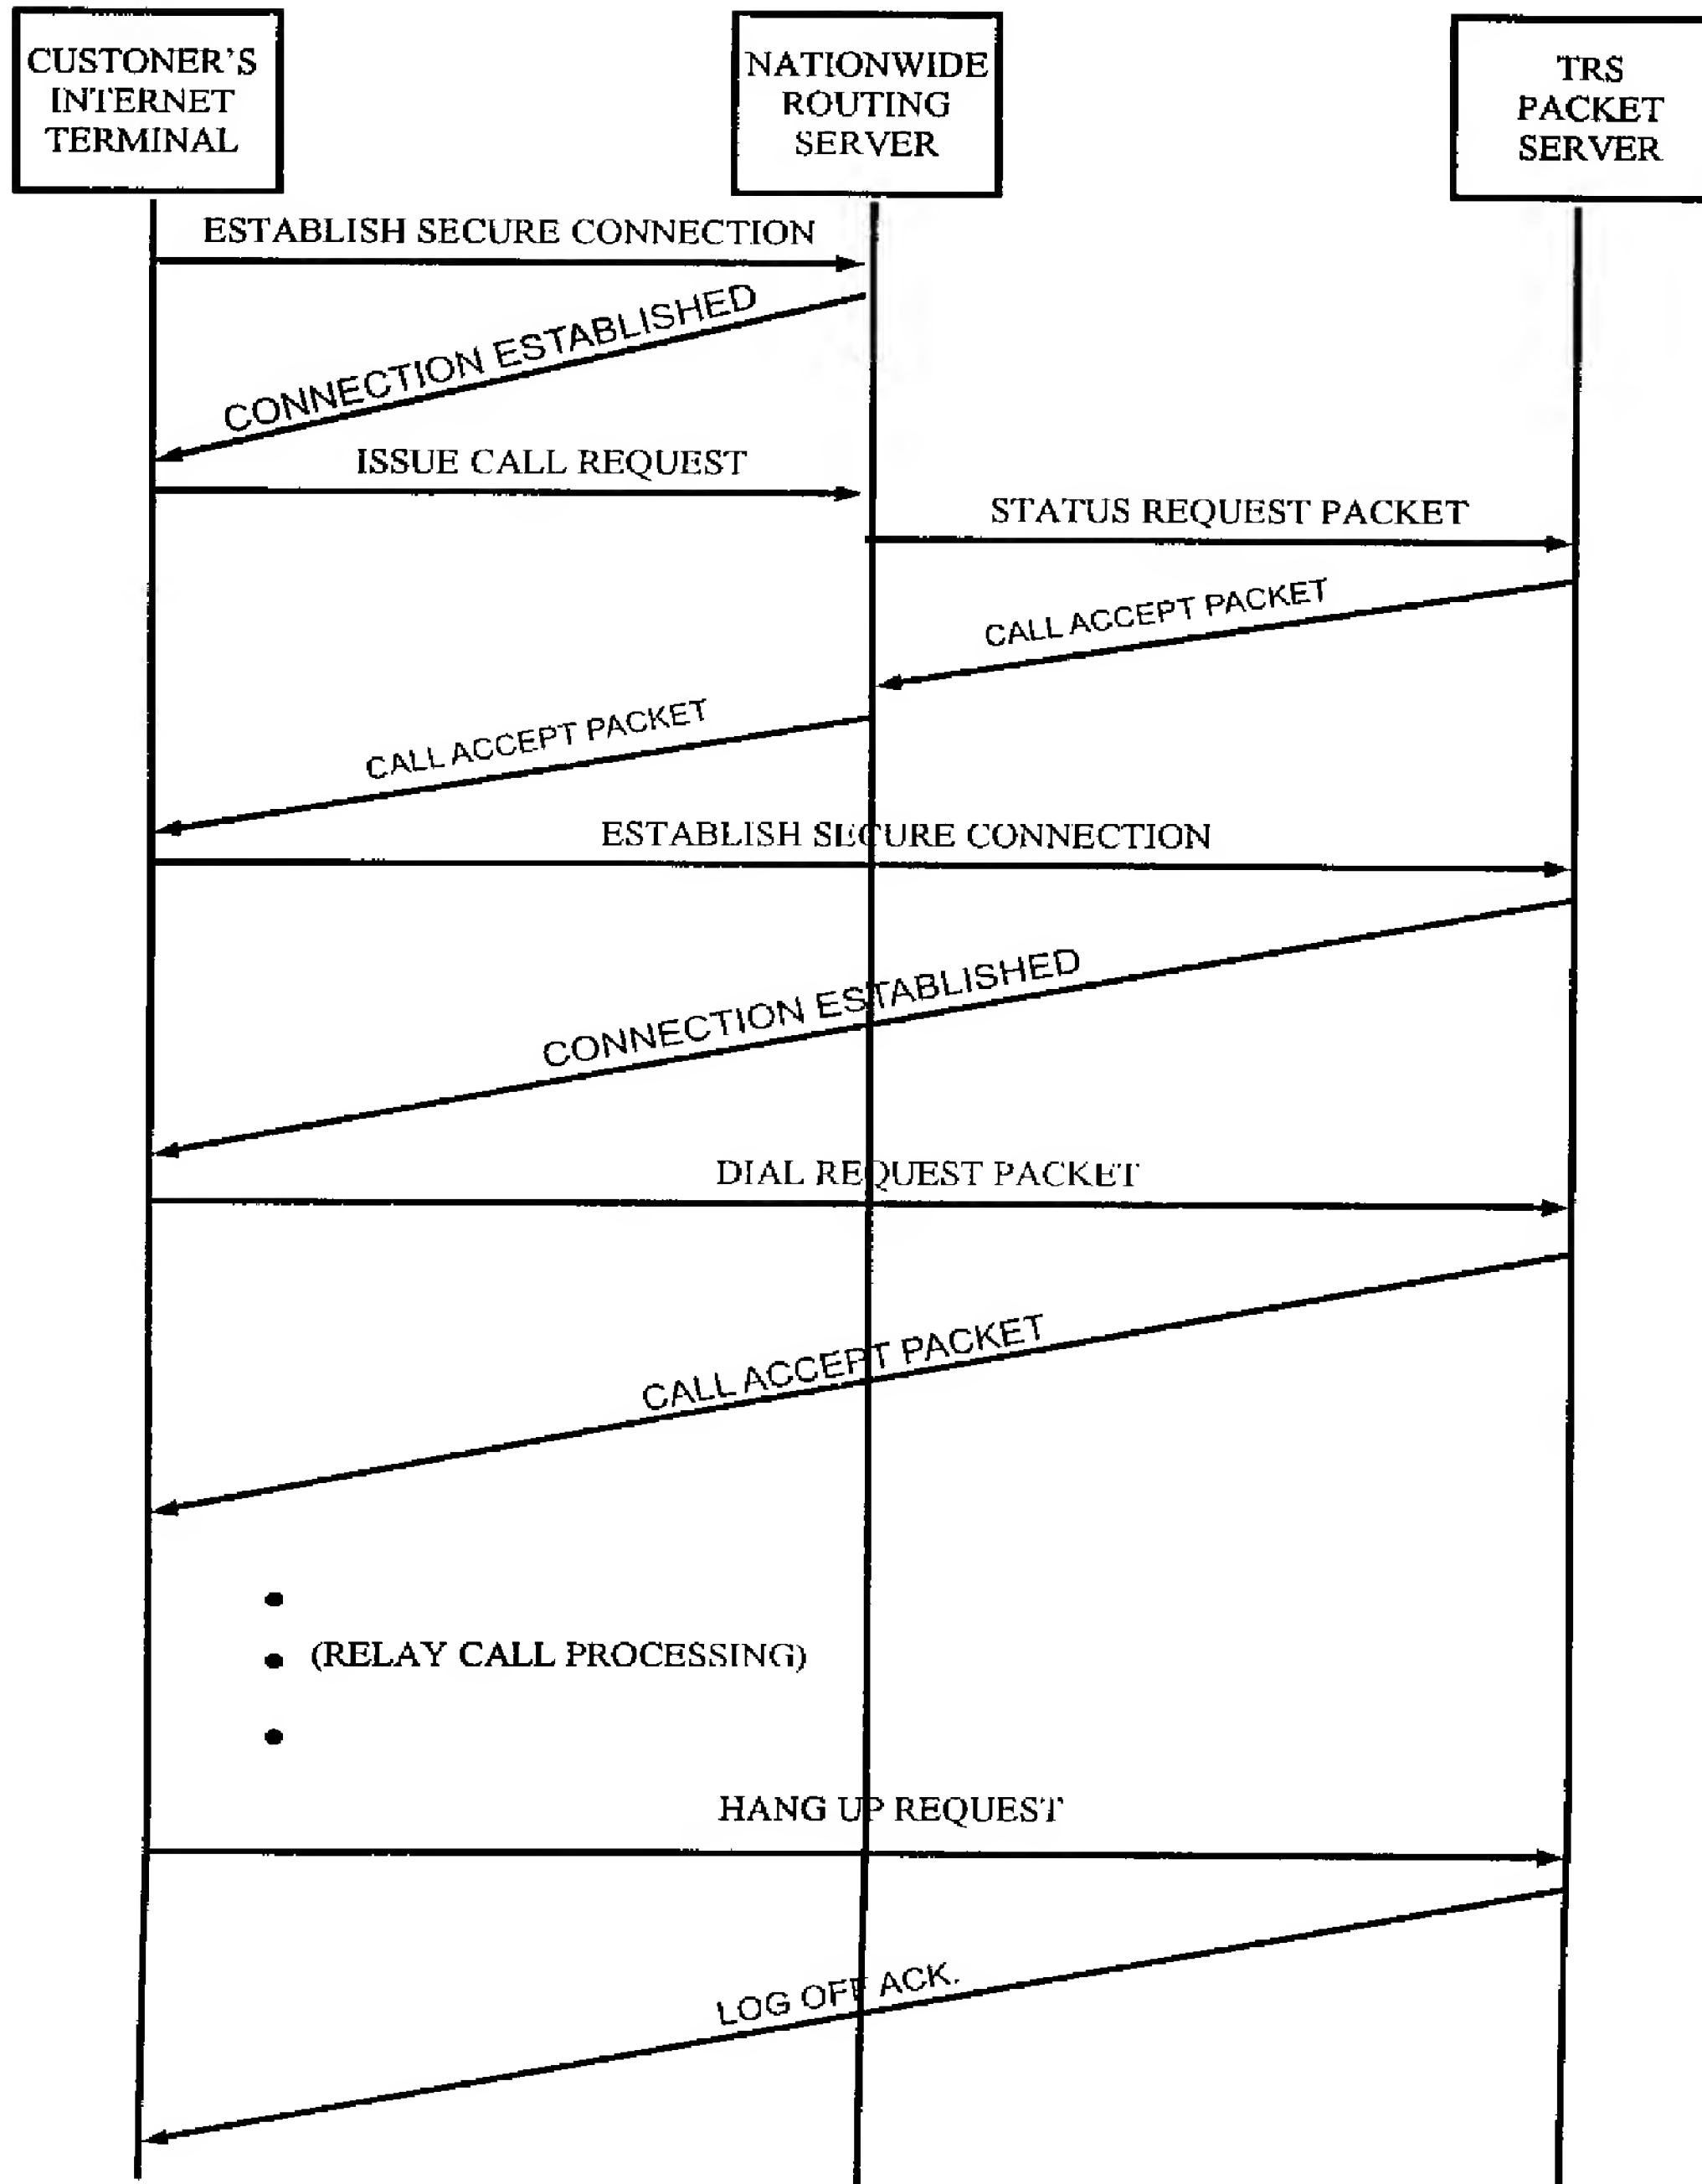 CUSTONER'S
INTERNET
TERMINAL
NATIONWIDE
ROUTING
SERVER
TRS
PACKET
SERVER
ESTABLISH SECURE CONNECTION
CONNECTION ESTABLISHED
ISSUE CALL REQUEST
STATUS REQUEST PACKET
CALL ACCEPT PACKET
CALL ACCEPT PACKET
ESTABLISH SECURE CONNECTION
CONNECTION ESTABLISHED
DIAL REQUEST PACKET
CALL ACCEPT PACKET
(RELAY CALL PROCESSING)
HANG UP REQUEST
LOG OFF ACK.